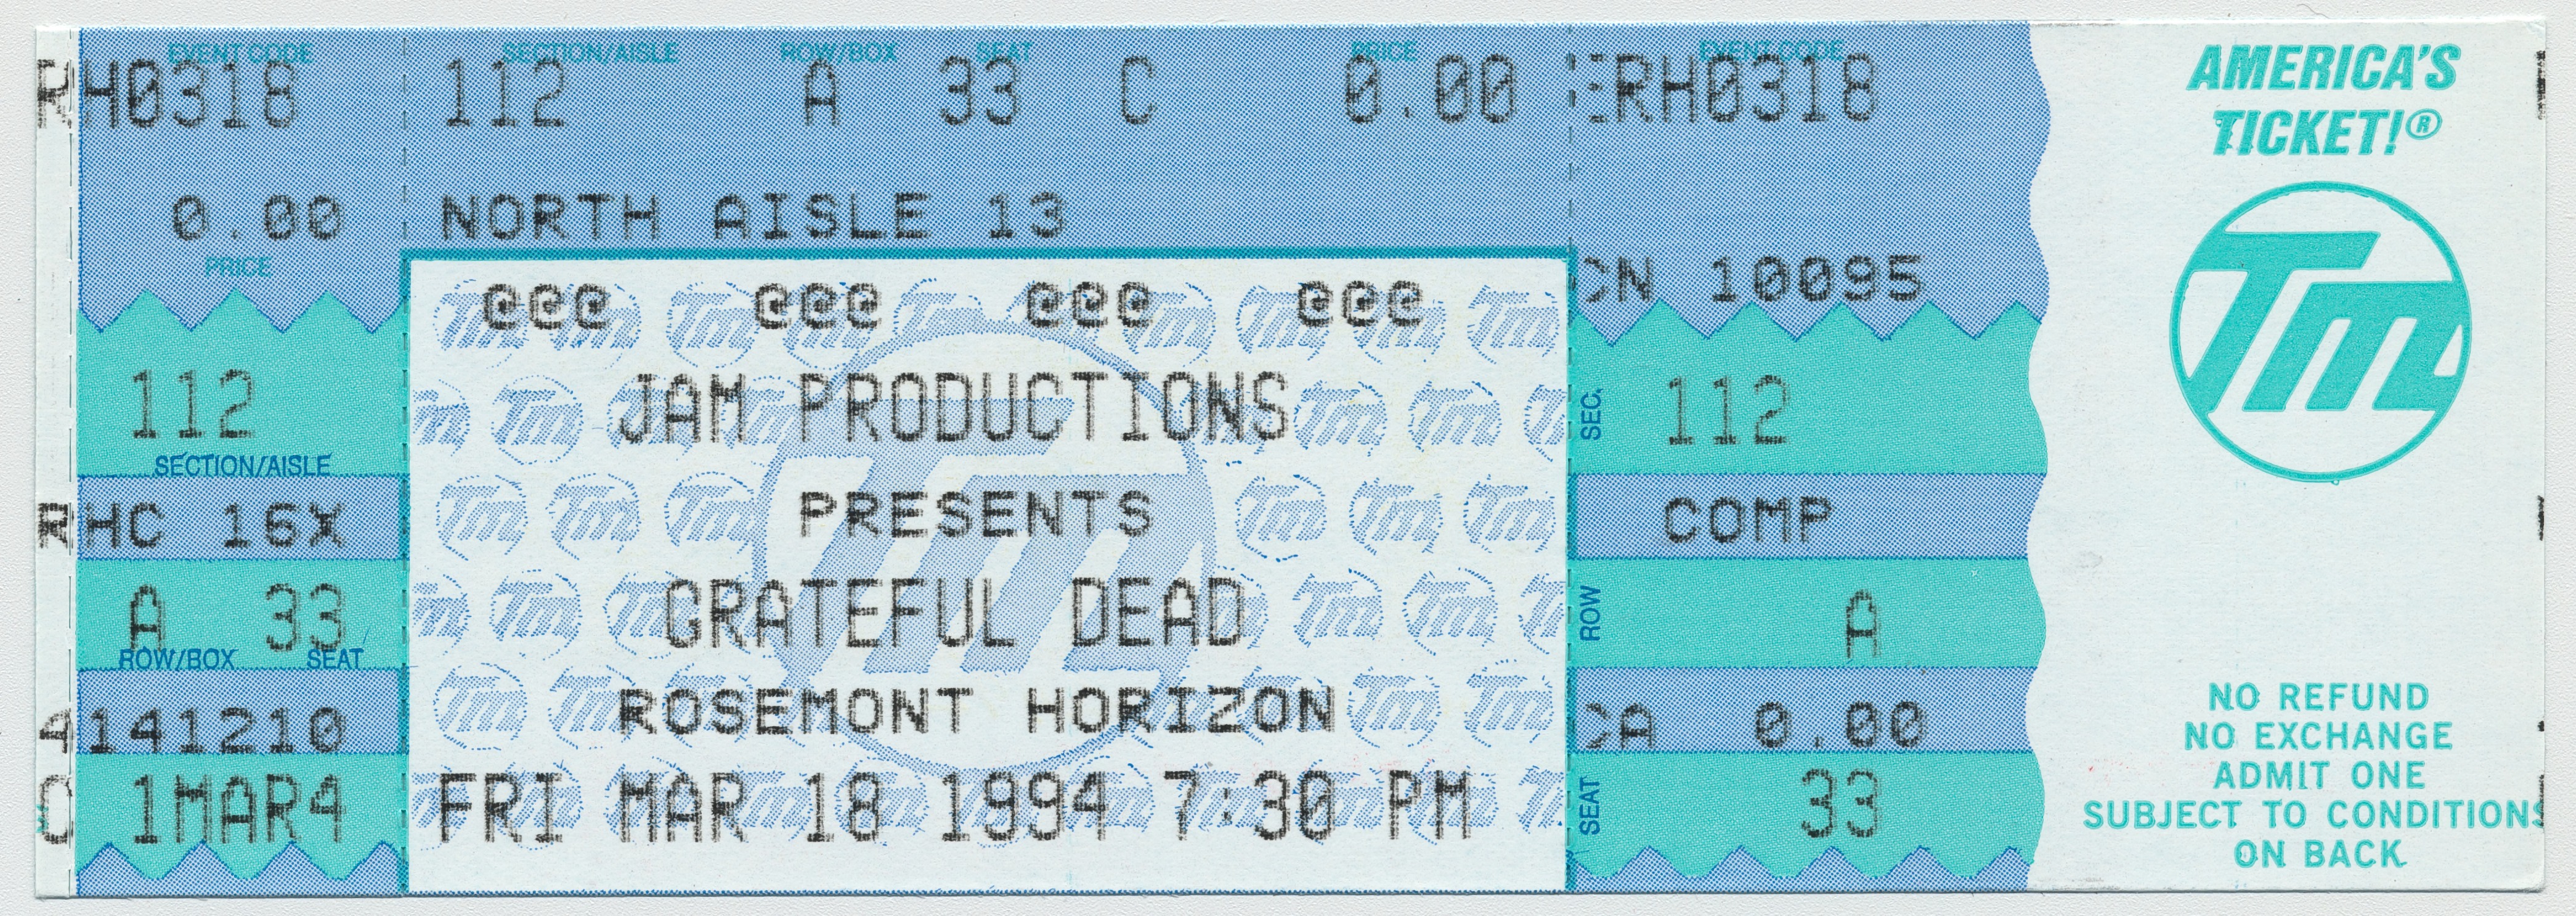 EVENT CODE
RH0318
0.00
PRICE
112
SECTION/AISLE
RHC 16X
A 33
ROW/BOX SEAT
4141210
C 1MAR4
SECTION/AISLE ROW/BOX SEAT PRICE
112 A 33 C 0.00
NORTH AISLE 13
@@@ @@@ @@@ @@@
JAM PRODUCTIONS
PRESENTS
GRATEFUL DEAD
ROSEMONT HORIZON
FRI MAR 18 1994 7:30 PM
EVENT CODE
ERH0318
CN 10095
SEC. 112
COMP
ROW A
CA 0.00
SEAT 33
AMERICA'S
TICKET!®
Tm
NO REFUND
NO EXCHANGE
ADMIT ONE
SUBJECT TO CONDITIONS
ON BACK